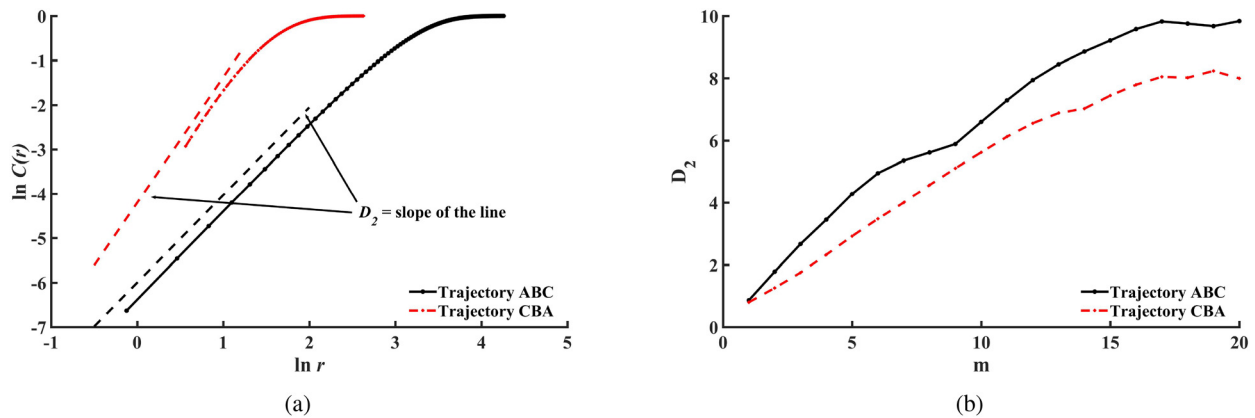 0
-1
-2
-3
-4
-5
-6
-7
ln C(r)
-1
0
1
2
3
4
5
ln r
D2 = slope of the line
Trajectory ABC
Trajectory CBA
(a)
10
8
6
4
2
0
D2
0
5
10
15
20
m
Trajectory ABC
Trajectory CBA
(b)